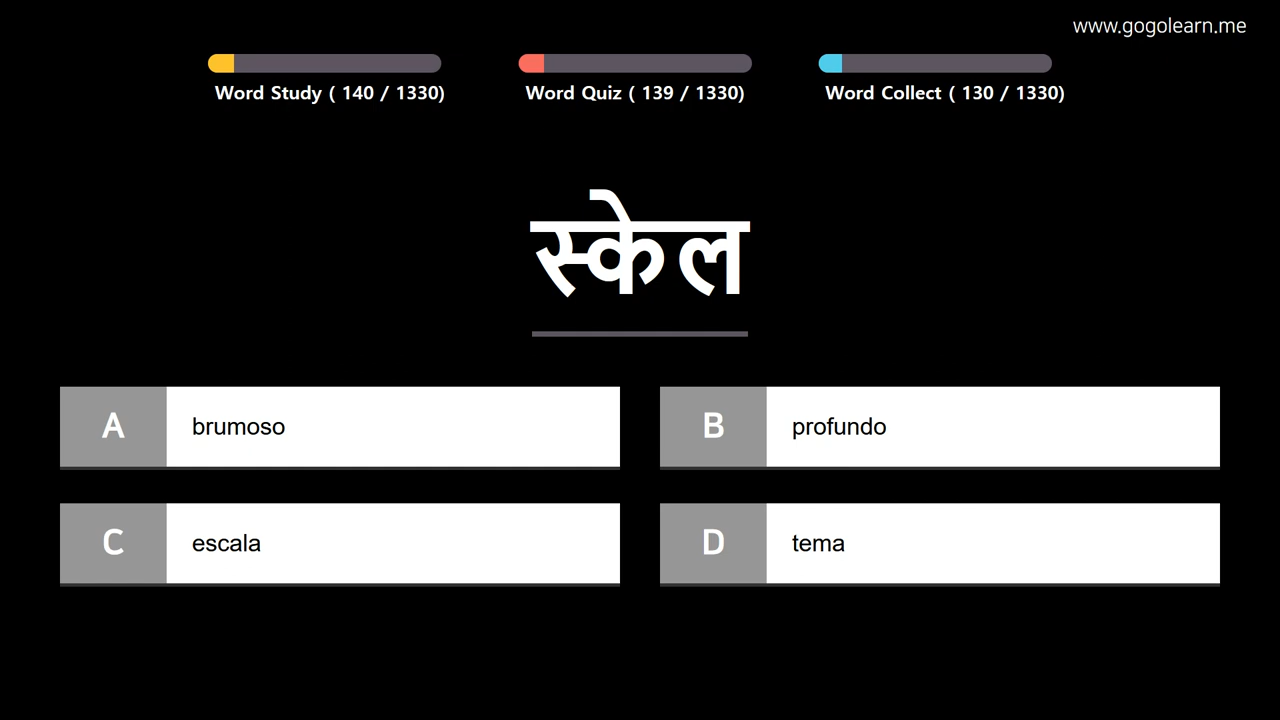 www.gogolearn.me
Word Study ( 140 / 1330)
Word Quiz ( 139 / 1330)
Word Collect ( 130 / 1330)
स्केल
A brumoso
B profundo
C escala
D tema